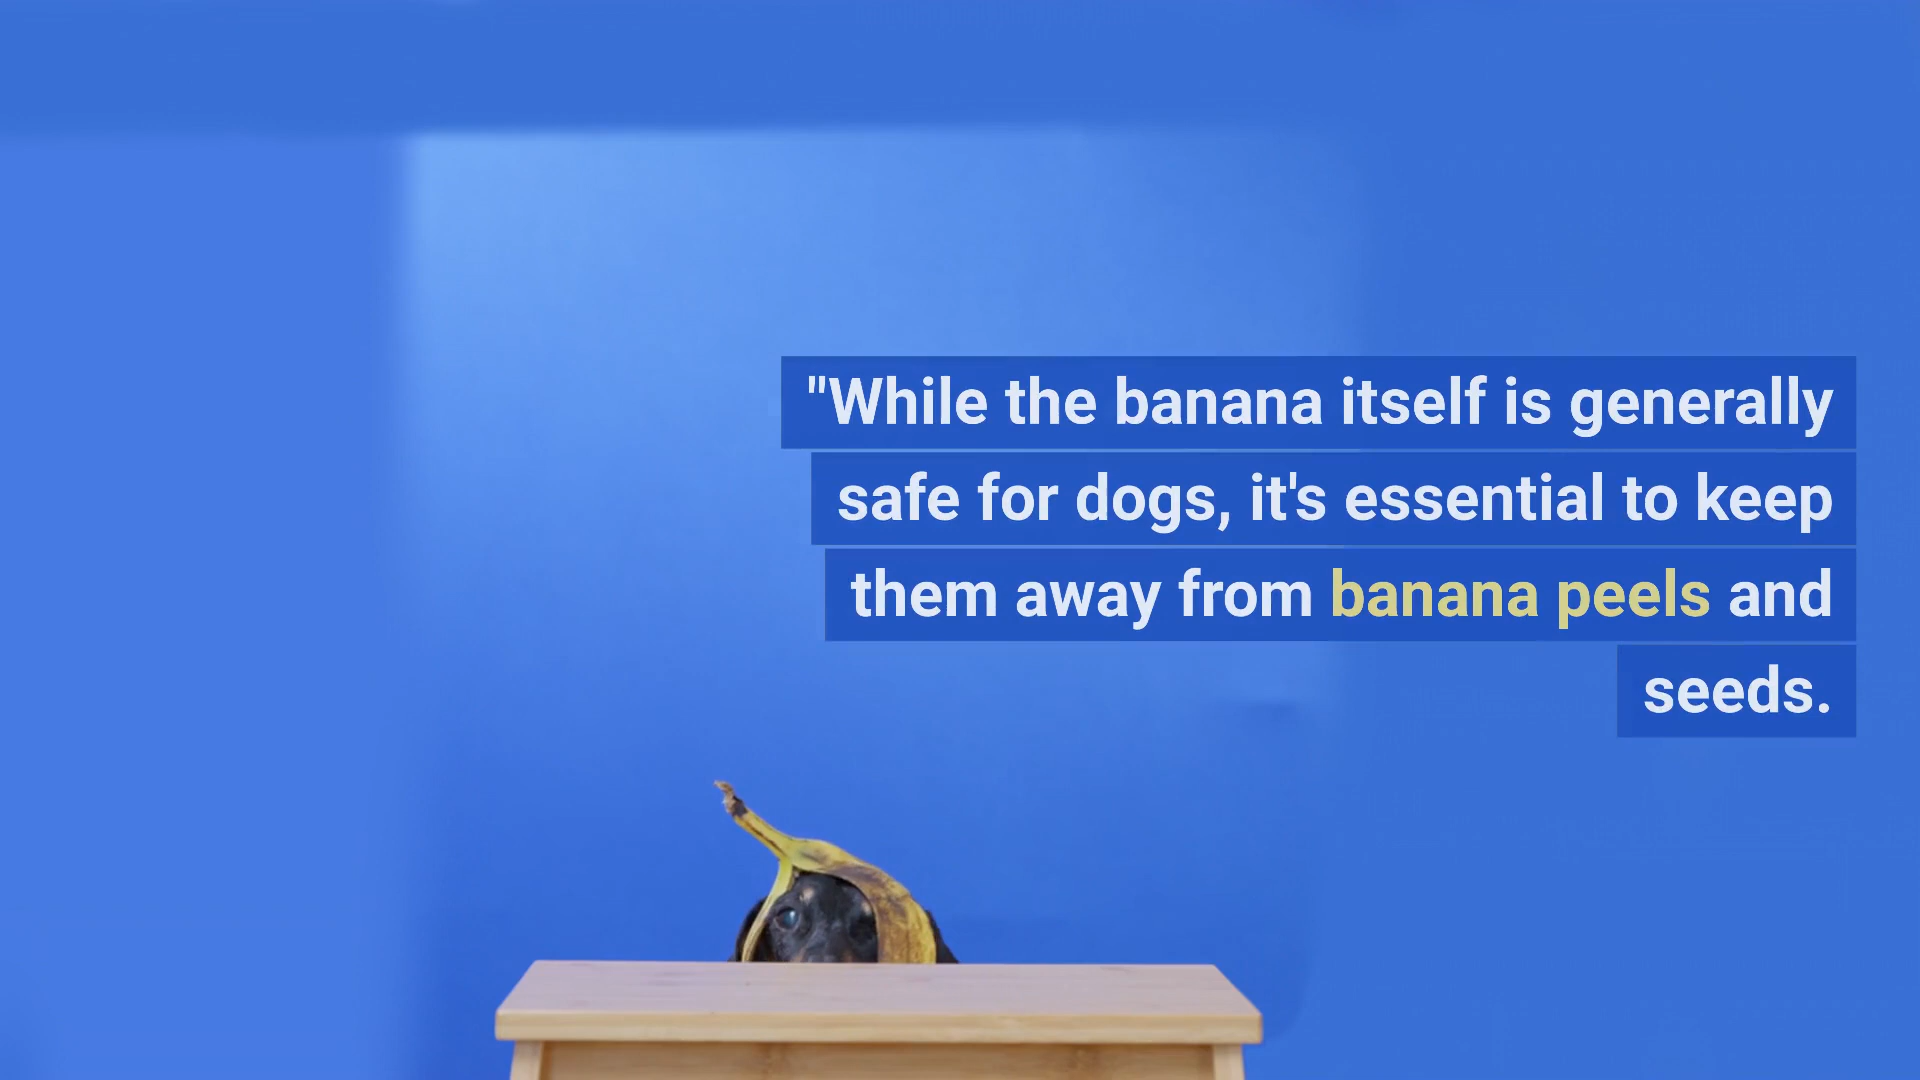 "While the banana itself is generally
safe for dogs, it's essential to keep
them away from banana peels and
seeds.